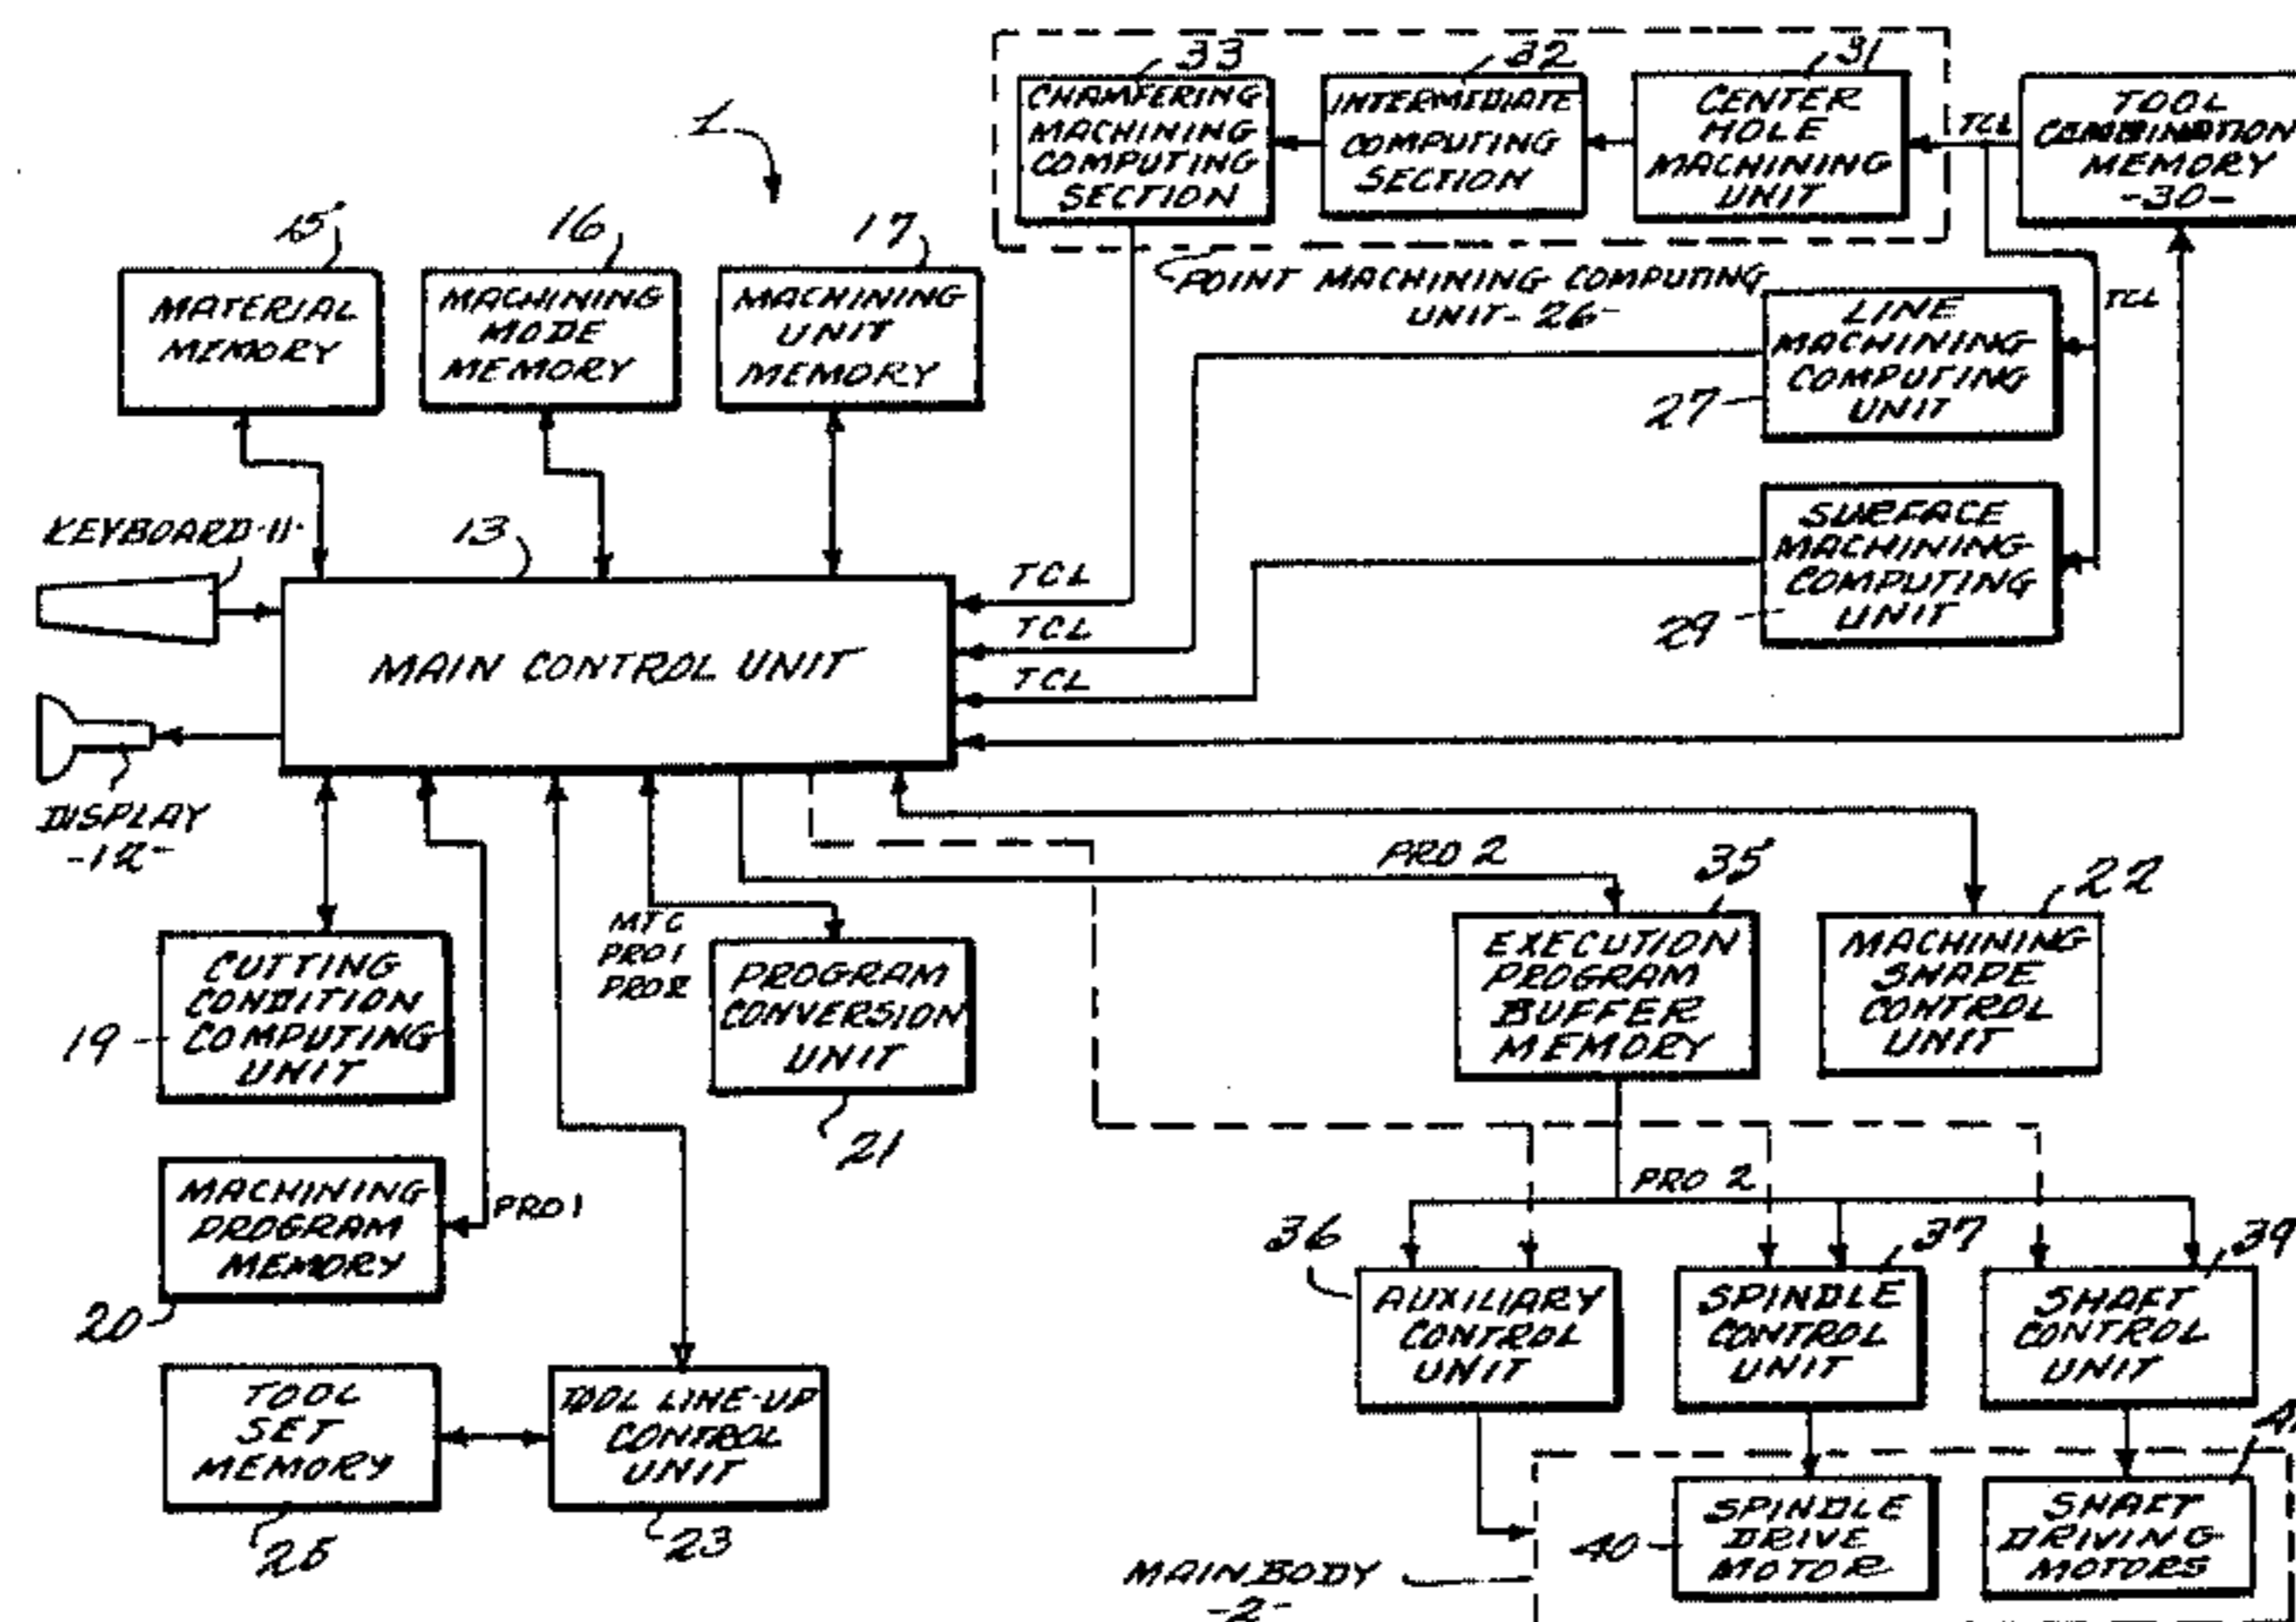 33
32
31
CHAMFERING
MACHINING
COMPUTING
SECTION
INTERMEDIATE
COMPUTING
SECTION
CENTER
HOLE
MACHINING
UNIT
TCL
TOOL
COMBINATION
MEMORY
-30-
1
15
16
17
MATERIAL
MEMORY
MACHINING
MODE
MEMORY
MACHINING
UNIT
MEMORY
POINT MACHINING COMPUTING
UNIT-26-
TCL
LINE
MACHINING
COMPUTING
UNIT
27
SURFACE
MACHINING
COMPUTING
UNIT
29
KEYBOARD-11-
13
MAIN CONTROL UNIT
TCL
TCL
TCL
DISPLAY
-12-
PRO 2
35
22
MTC
PRO1
PRO2
CUTTING
CONDITION
COMPUTING
UNIT
19
PROGRAM
CONVERSION
UNIT
21
EXECUTION
PROGRAM
BUFFER
MEMORY
MACHINING
SHAPE
CONTROL
UNIT
MACHINING
PROGRAM
MEMORY
20
PRO1
PRO 2
36
37
39
AUXILIARY
CONTROL
UNIT
SPINDLE
CONTROL
UNIT
SHAFT
CONTROL
UNIT
TOOL
SET
MEMORY
25
TOOL LINE-UP
CONTROL
UNIT
23
40
SPINDLE
DRIVE
MOTOR
SHAFT
DRIVING
MOTORS
MAIN BODY
-2-